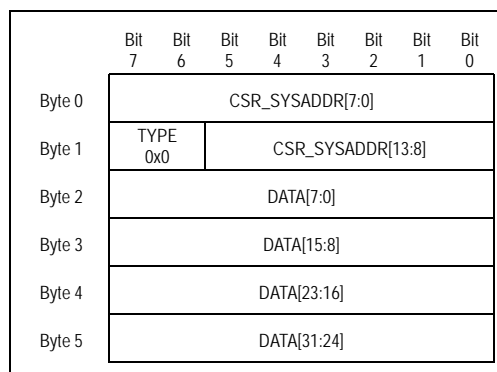 Bit Bit Bit Bit Bit Bit Bit Bit
7 6 5 4 3 2 1 0
Byte 0 CSR_SYSADDR[7:0]
Byte 1 TYPE 0x0 CSR_SYSADDR[13:8]
Byte 2 DATA[7:0]
Byte 3 DATA[15:8]
Byte 4 DATA[23:16]
Byte 5 DATA[31:24]